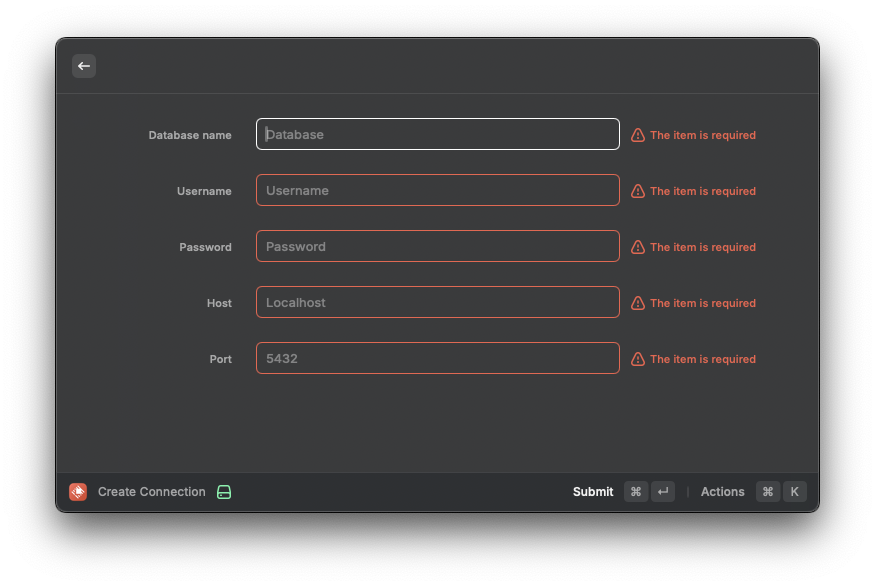 Database name Database The item is required
Username Username The item is required
Password Password The item is required
Host Localhost The item is required
Port 5432 The item is required
Create Connection Submit ⌘ ↵ | Actions ⌘ K